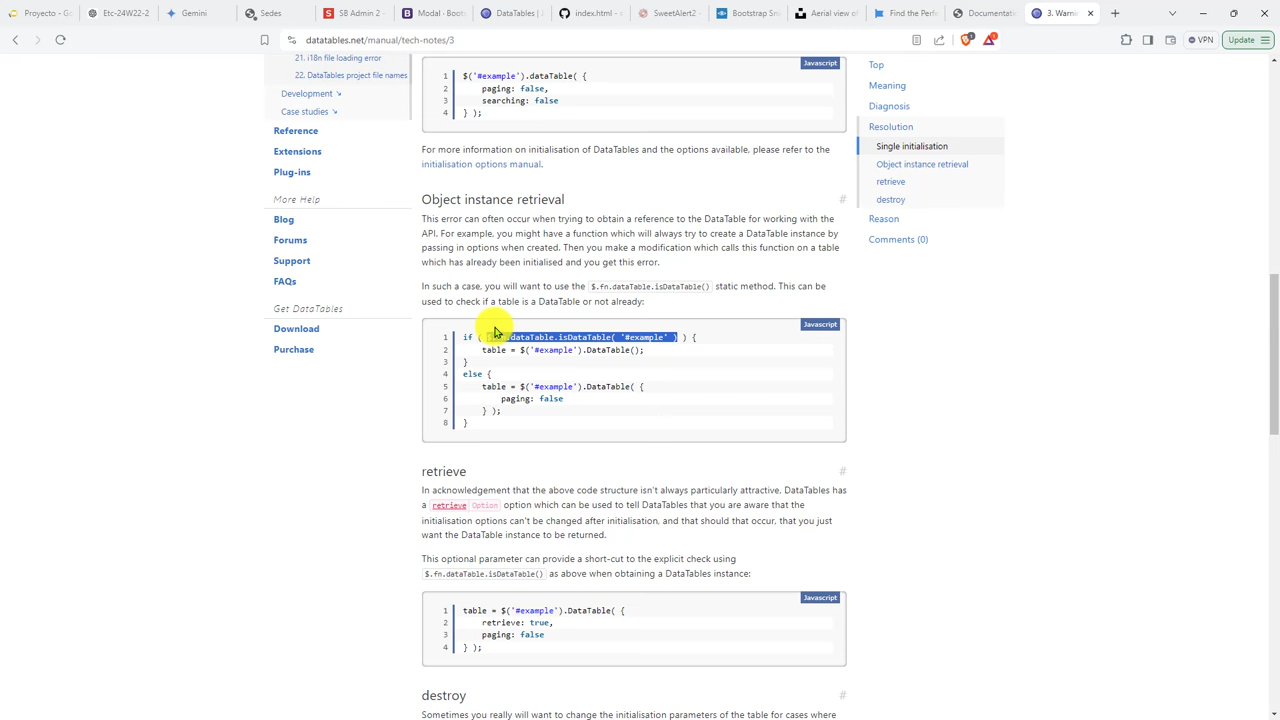 Proyecto - G
Etc-24W22-2
Gemini
Sedes
SB Admin 2 -
Modal · Boots
DataTables | J
index.html - s
SweetAlert2 -
Bootstrap Sno
Aerial view of
Find the Perfe
Documentatio
3. Warnin
datatables.net/manual/tech-notes/3
VPN
Update
21. i18n file loading error
22. DataTables project file names
Development
Case studies
Reference
Extensions
Plug-ins
More Help
Blog
Forums
Support
FAQs
Get DataTables
Download
Purchase
Javascript
1 $('#example').dataTable( {
2 paging: false,
3 searching: false
4 } );
For more information on initialisation of DataTables and the options available, please refer to the
initialisation options manual.
Object instance retrieval #
This error can often occur when trying to obtain a reference to the DataTable for working with the
API. For example, you might have a function which will always try to create a DataTable instance by
passing in options when created. Then you make a modification which calls this function on a table
which has already been initialised and you get this error.
In such a case, you will want to use the $.fn.dataTable.isDataTable() static method. This can be
used to check if a table is a DataTable or not already:
Javascript
1 if ( .dataTable.isDataTable( '#example' ) ) {
2 table = $('#example').DataTable();
3 }
4 else {
5 table = $('#example').DataTable( {
6 paging: false
7 } );
8 }
retrieve #
In acknowledgement that the above code structure isn't always particularly attractive, DataTables has
a retrieve Option option which can be used to tell DataTables that you are aware that the
initialisation options can't be changed after initialisation, and that should that occur, that you just
want the DataTable instance to be returned.
This optional parameter can provide a short-cut to the explicit check using
$.fn.dataTable.isDataTable() as above when obtaining a DataTables instance:
Javascript
1 table = $('#example').DataTable( {
2 retrieve: true,
3 paging: false
4 } );
destroy #
Sometimes you really will want to change the initialisation parameters of the table for cases where
Top
Meaning
Diagnosis
Resolution
Single initialisation
Object instance retrieval
retrieve
destroy
Reason
Comments (0)